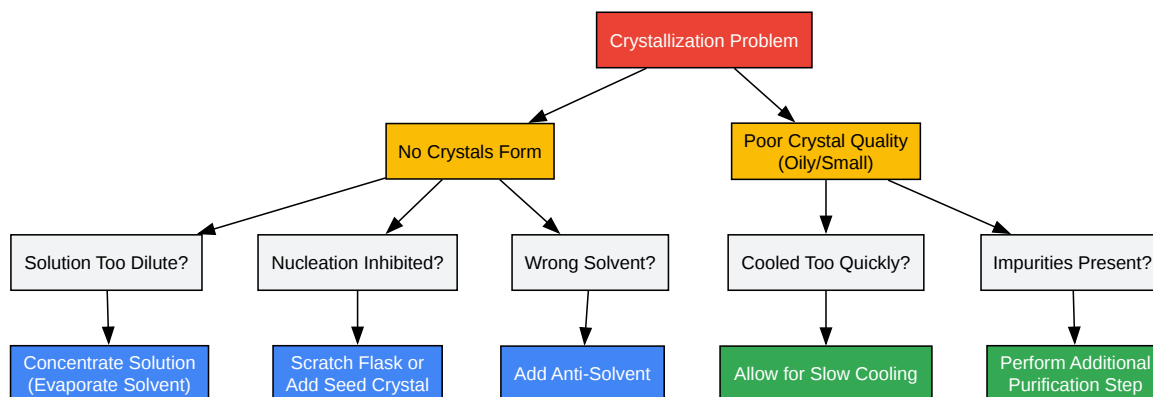 Crystallization Problem
No Crystals Form
Poor Crystal Quality
(Oily/Small)
Solution Too Dilute?
Nucleation Inhibited?
Wrong Solvent?
Cooled Too Quickly?
Impurities Present?
Concentrate Solution
(Evaporate Solvent)
Scratch Flask or
Add Seed Crystal
Add Anti-Solvent
Allow for Slow Cooling
Perform Additional
Purification Step